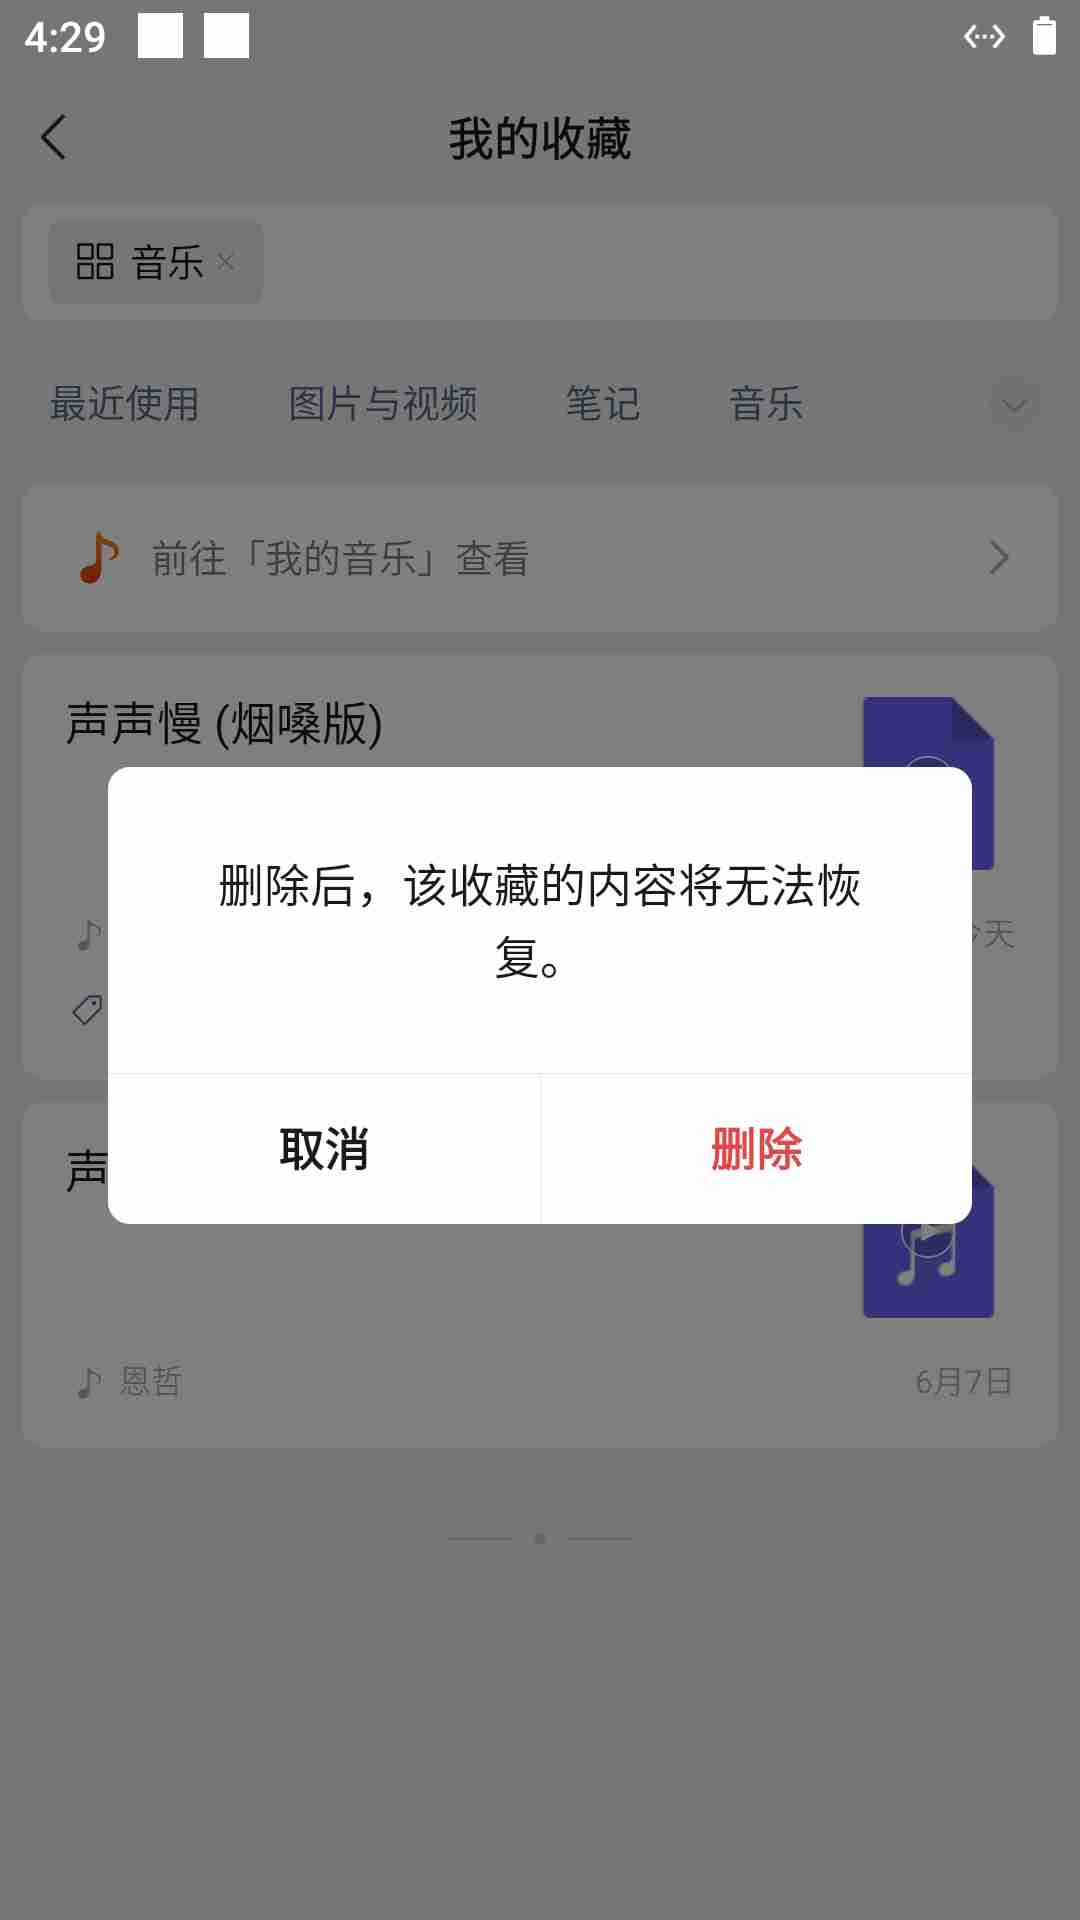 4:29
我的收藏
音乐
最近使用 图片与视频 笔记 音乐
前往「我的音乐」查看
声声慢 (烟嗓版)
删除后，该收藏的内容将无法恢
复。
天
取消 删除
声
恩哲 6月7日